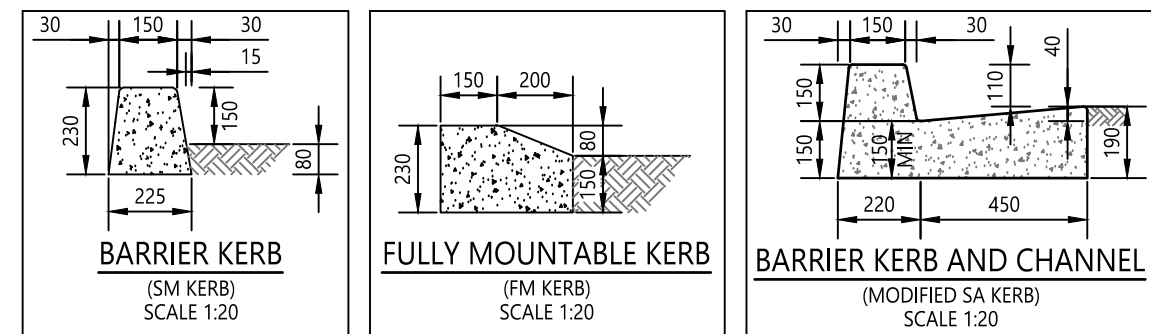 30 150 30
15
230
150
80
225
BARRIER KERB
(SM KERB)
SCALE 1:20
150 200
230
80
150
FULLY MOUNTABLE KERB
(FM KERB)
SCALE 1:20
30 150 30
40
110
150
150
150
MIN
190
220 450
BARRIER KERB AND CHANNEL
(MODIFIED SA KERB)
SCALE 1:20